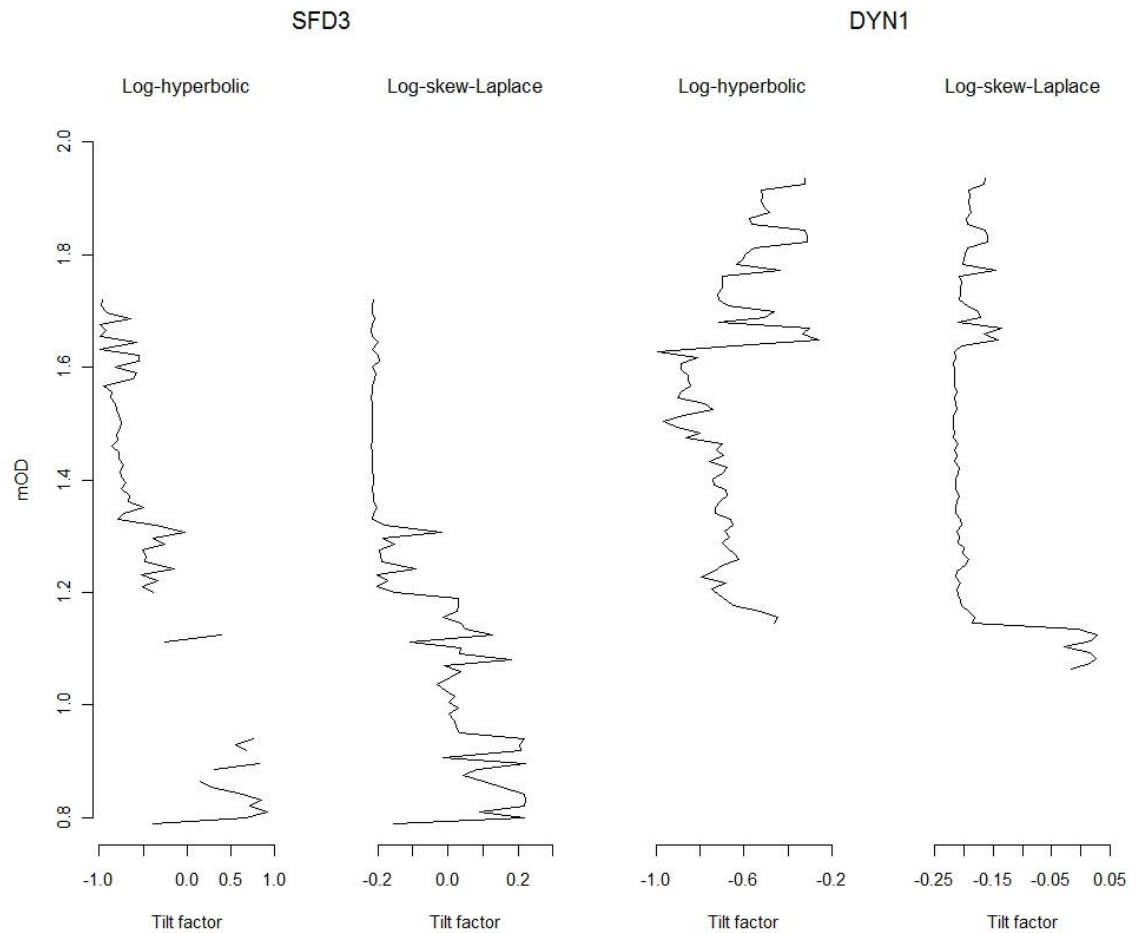 SFD3 DYN1
Log-hyperbolic Log-skew-Laplace Log-hyperbolic Log-skew-Laplace
2.0
1.8
1.6
1.4
1.2
1.0
0.8
mOD
-1.0 0.0 0.5 1.0 -0.2 0.0 0.2 -1.0 -0.6 -0.2 -0.25 -0.15 -0.05 0.05
Tilt factor Tilt factor Tilt factor Tilt factor